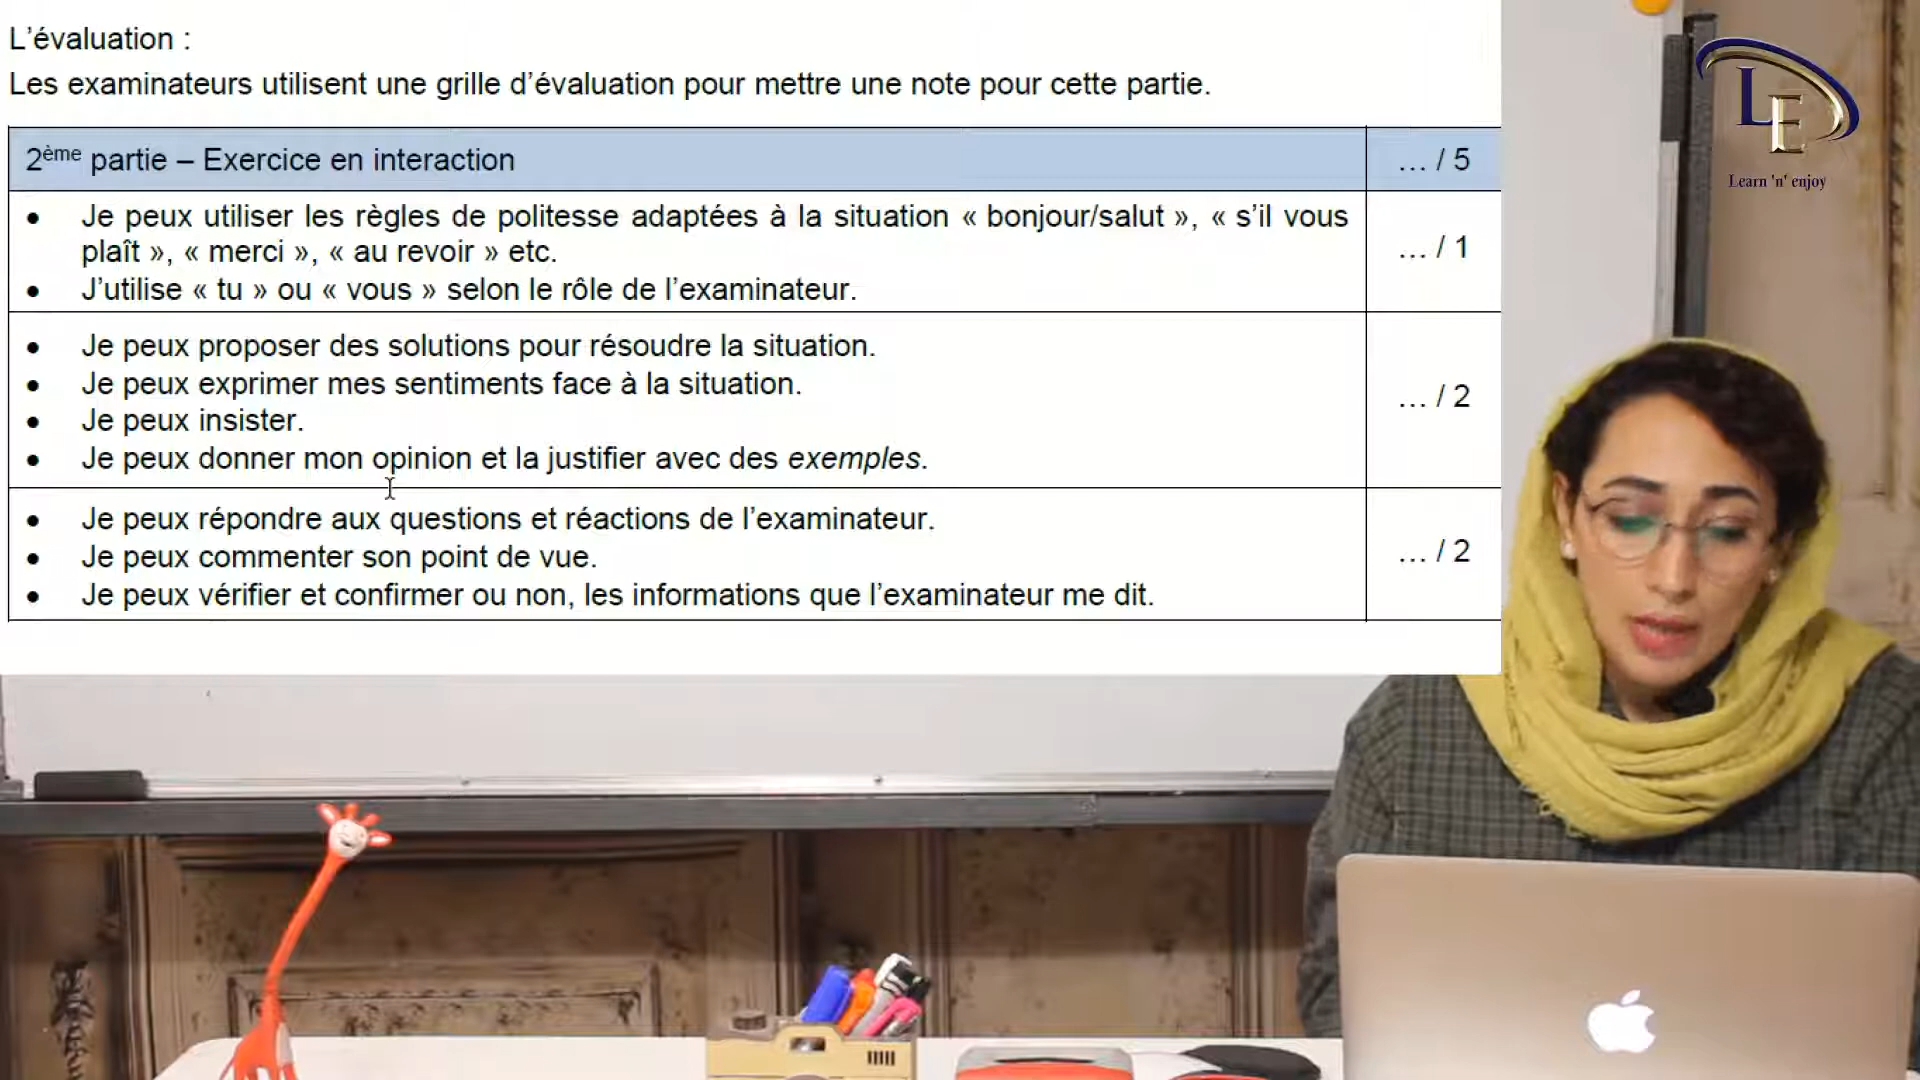 L’évaluation :
Les examinateurs utilisent une grille d’évaluation pour mettre une note pour cette partie.
2ème partie – Exercice en interaction
… / 5
• Je peux utiliser les règles de politesse adaptées à la situation « bonjour/salut », « s’il vous
plaît », « merci », « au revoir » etc.
• J’utilise « tu » ou « vous » selon le rôle de l’examinateur.
… / 1
• Je peux proposer des solutions pour résoudre la situation.
• Je peux exprimer mes sentiments face à la situation.
• Je peux insister.
• Je peux donner mon opinion et la justifier avec des exemples.
… / 2
• Je peux répondre aux questions et réactions de l’examinateur.
• Je peux commenter son point de vue.
• Je peux vérifier et confirmer ou non, les informations que l’examinateur me dit.
… / 2
LE
Learn 'n' enjoy